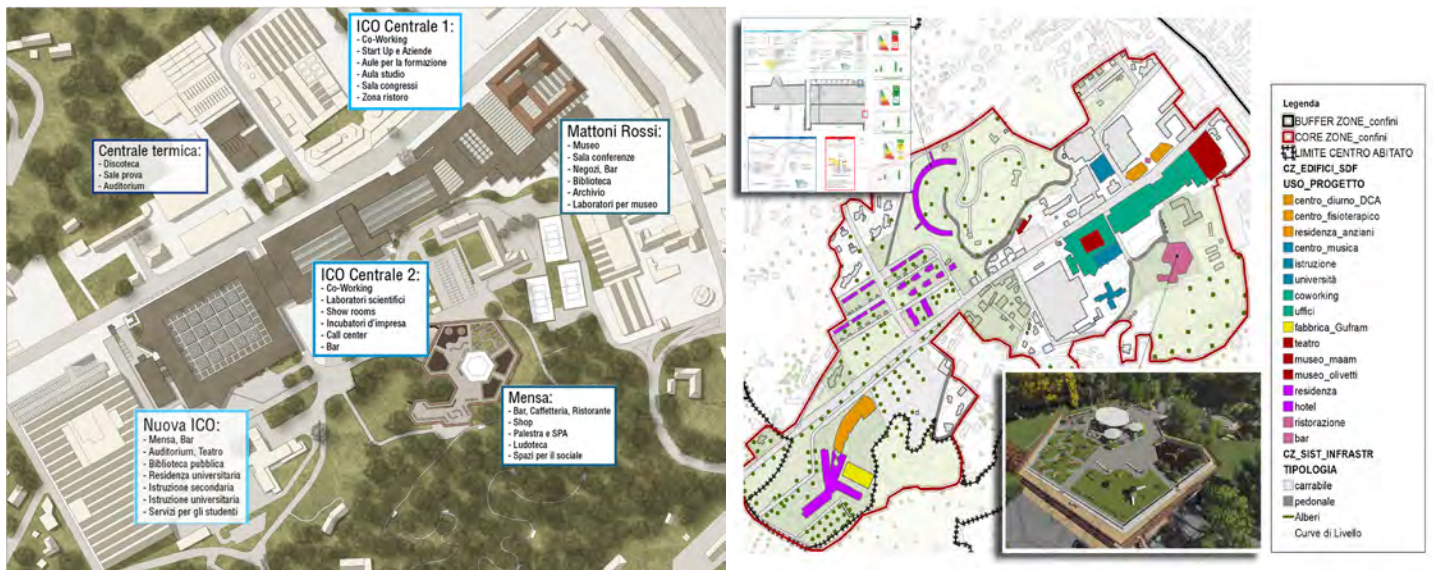 ICO Centrale 1:
- Co-Working
- Start Up e Aziende
- Aule per la formazione
- Aula studio
- Sala congressi
- Zona ristoro
Centrale termica:
- Discoteca
- Sale prova
- Auditorium
Mattoni Rossi:
- Museo
- Sala conferenze
- Negozi, Bar
- Biblioteca
- Archivio
- Laboratori per museo
ICO Centrale 2:
- Co-Working
- Laboratori scientifici
- Show rooms
- Incubatori d'impresa
- Call center
- Bar
Mensa:
- Bar, Caffetteria, Ristorante
- Shop
- Palestra e SPA
- Ludoteca
- Spazi per il sociale
Nuova ICO:
- Mensa, Bar
- Auditorium, Teatro
- Biblioteca pubblica
- Residenza universitaria
- Istruzione secondaria
- Istruzione universitaria
- Servizi per gli studenti
Legenda
BUFFER ZONE_confini
CORE ZONE_confini
LIMITE CENTRO ABITATO
CZ_EDIFICI_SDF
USO_PROGETTO
centro_diurno_DCA
centro_fisioterapico
residenza_anziani
centro_musica
istruzione
università
coworking
uffici
fabbrica_Gufram
teatro
museo_maam
museo_olivetti
residenza
hotel
ristorazione
bar
CZ_SIST_INFRASTR
TIPOLOGIA
carrabile
pedonale
Alberi
Curve di Livello